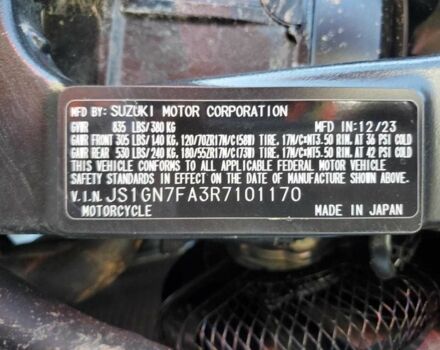 MFD BY: SUZUKI MOTOR CORPORATION
GVWR 835 LBS/380 KG MFD IN:12/23
GAWR FRONT 305 LBS/140 KG, 120/70ZR17M/C(58W) TIRE, 17M/C×MT3.50 RIM. AT 36 PSI COLD
GAWR REAR 530 LBS/240 KG, 180/55ZR17M/C(73W) TIRE, 17M/C×MT5.50 RIM. AT 42 PSI COLD
THIS VEHICLE CONFORMS TO ALL APPLICABLE FEDERAL MOTOR VEHICLE
SAFETY STANDARDS IN EFFECT ON THE DATE OF MANUFACTURE SHOWN ABOVE.
V.I.N. JS1GN7FA3R7101170
MOTORCYCLE MADE IN JAPAN